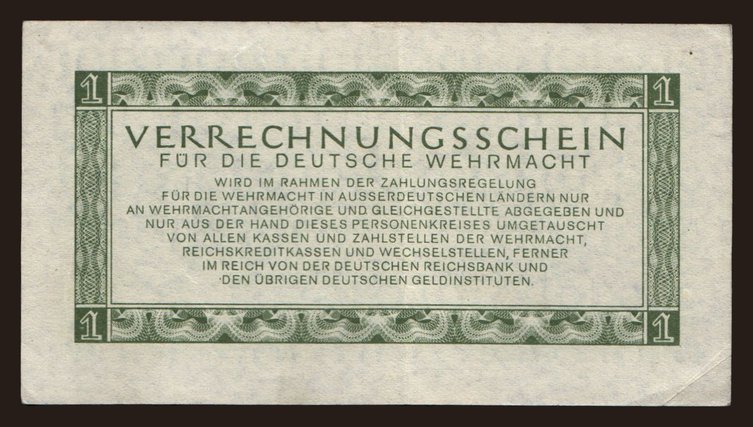 1 1
VERRECHNUNGSSCHEIN
FÜR DIE DEUTSCHE WEHRMACHT
WIRD IM RAHMEN DER ZAHLUNGSREGELUNG
FÜR DIE WEHRMACHT IN AUSSERDEUTSCHEN LÄNDERN NUR
AN WEHRMACHTANGEHÖRIGE UND GLEICHGESTELLTE ABGEGEBEN UND
NUR AUS DER HAND DIESES PERSONENKREISES UMGETAUSCHT
VON ALLEN KASSEN UND ZAHLSTELLEN DER WEHRMACHT,
REICHSKREDITKASSEN UND WECHSELSTELLEN, FERNER
IM REICH VON DER DEUTSCHEN REICHSBANK UND
DEN ÜBRIGEN DEUTSCHEN GELDINSTITUTEN.
1 1